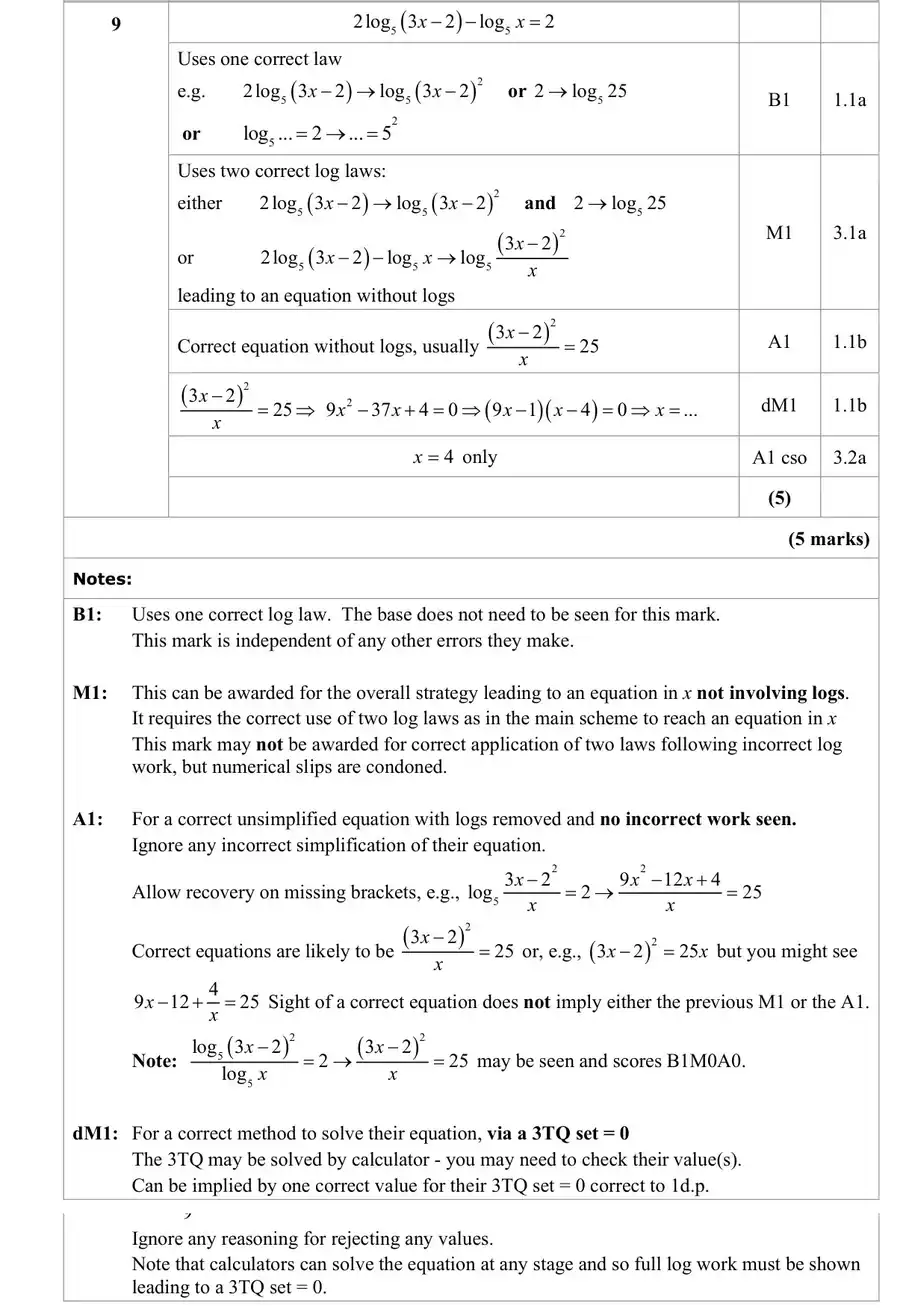 9 2log₅(3x − 2) − log₅ x = 2
Uses one correct law
e.g. 2log₅(3x − 2) → log₅(3x − 2)² or 2 → log₅ 25 B1 1.1a
or log₅ ... = 2 → ... = 5²
Uses two correct log laws:
either 2log₅(3x − 2) → log₅(3x − 2)² and 2 → log₅ 25
or 2log₅(3x − 2) − log₅ x → log₅ (3x − 2)²/x M1 3.1a
leading to an equation without logs
Correct equation without logs, usually (3x − 2)²/x = 25 A1 1.1b
(3x − 2)²/x = 25 ⇒ 9x² − 37x + 4 = 0 ⇒ (9x − 1)(x − 4) = 0 ⇒ x = ... dM1 1.1b
x = 4 only A1 cso 3.2a
(5)
(5 marks)
Notes:
B1: Uses one correct log law. The base does not need to be seen for this mark.
This mark is independent of any other errors they make.
M1: This can be awarded for the overall strategy leading to an equation in x not involving logs.
It requires the correct use of two log laws as in the main scheme to reach an equation in x
This mark may not be awarded for correct application of two laws following incorrect log
work, but numerical slips are condoned.
A1: For a correct unsimplified equation with logs removed and no incorrect work seen.
Ignore any incorrect simplification of their equation.
Allow recovery on missing brackets, e.g., log₅ 3x − 2²/x = 2 → 9x² − 12x + 4/x = 25
Correct equations are likely to be (3x − 2)²/x = 25 or, e.g., (3x − 2)² = 25x but you might see
9x − 12 + 4/x = 25 Sight of a correct equation does not imply either the previous M1 or the A1.
Note: log₅(3x − 2)²/log₅ x = 2 → (3x − 2)²/x = 25 may be seen and scores B1M0A0.
dM1: For a correct method to solve their equation, via a 3TQ set = 0
The 3TQ may be solved by calculator - you may need to check their value(s).
Can be implied by one correct value for their 3TQ set = 0 correct to 1d.p.
Ignore any reasoning for rejecting any values.
Note that calculators can solve the equation at any stage and so full log work must be shown
leading to a 3TQ set = 0.